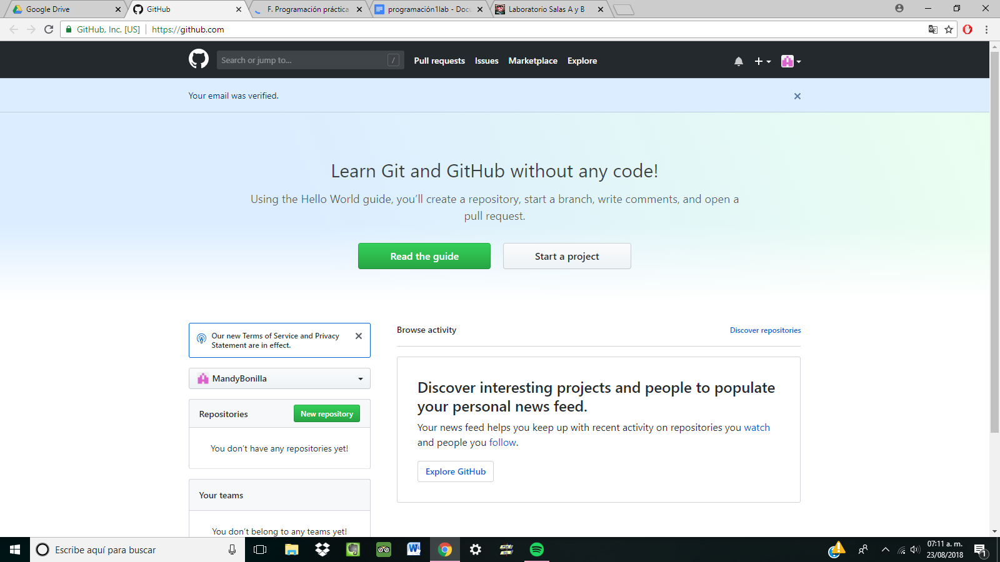 Google Drive
GitHub
F. Programación práctica
programación1lab - Docu
Laboratorio Salas A y B
GitHub, Inc. [US]
https://github.com
Search or jump to...
/
Pull requests
Issues
Marketplace
Explore
Your email was verified.
Learn Git and GitHub without any code!
Using the Hello World guide, you’ll create a repository, start a branch, write comments, and open a
pull request.
Read the guide
Start a project
Our new Terms of Service and Privacy
Statement are in effect.
MandyBonilla
Repositories
New repository
You don’t have any repositories yet!
Your teams
You don’t belong to any teams yet!
Browse activity
Discover repositories
Discover interesting projects and people to populate
your personal news feed.
Your news feed helps you keep up with recent activity on repositories you watch
and people you follow.
Explore GitHub
Escribe aquí para buscar
07:11 a. m.
23/08/2018
1